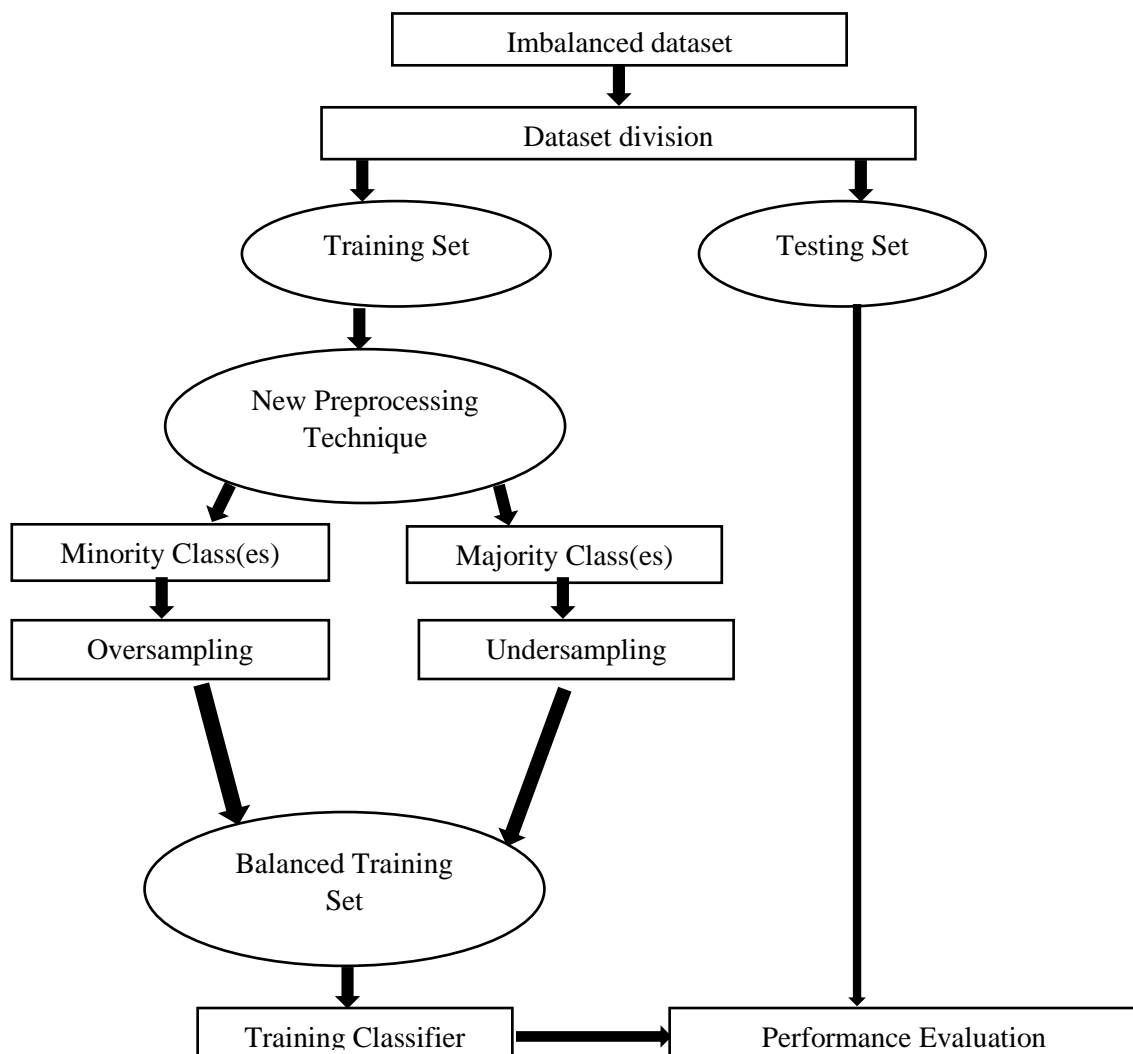 Imbalanced dataset
Dataset division
Training Set
Testing Set
New Preprocessing
Technique
Minority Class(es)
Majority Class(es)
Oversampling
Undersampling
Balanced Training
Set
Training Classifier
Performance Evaluation